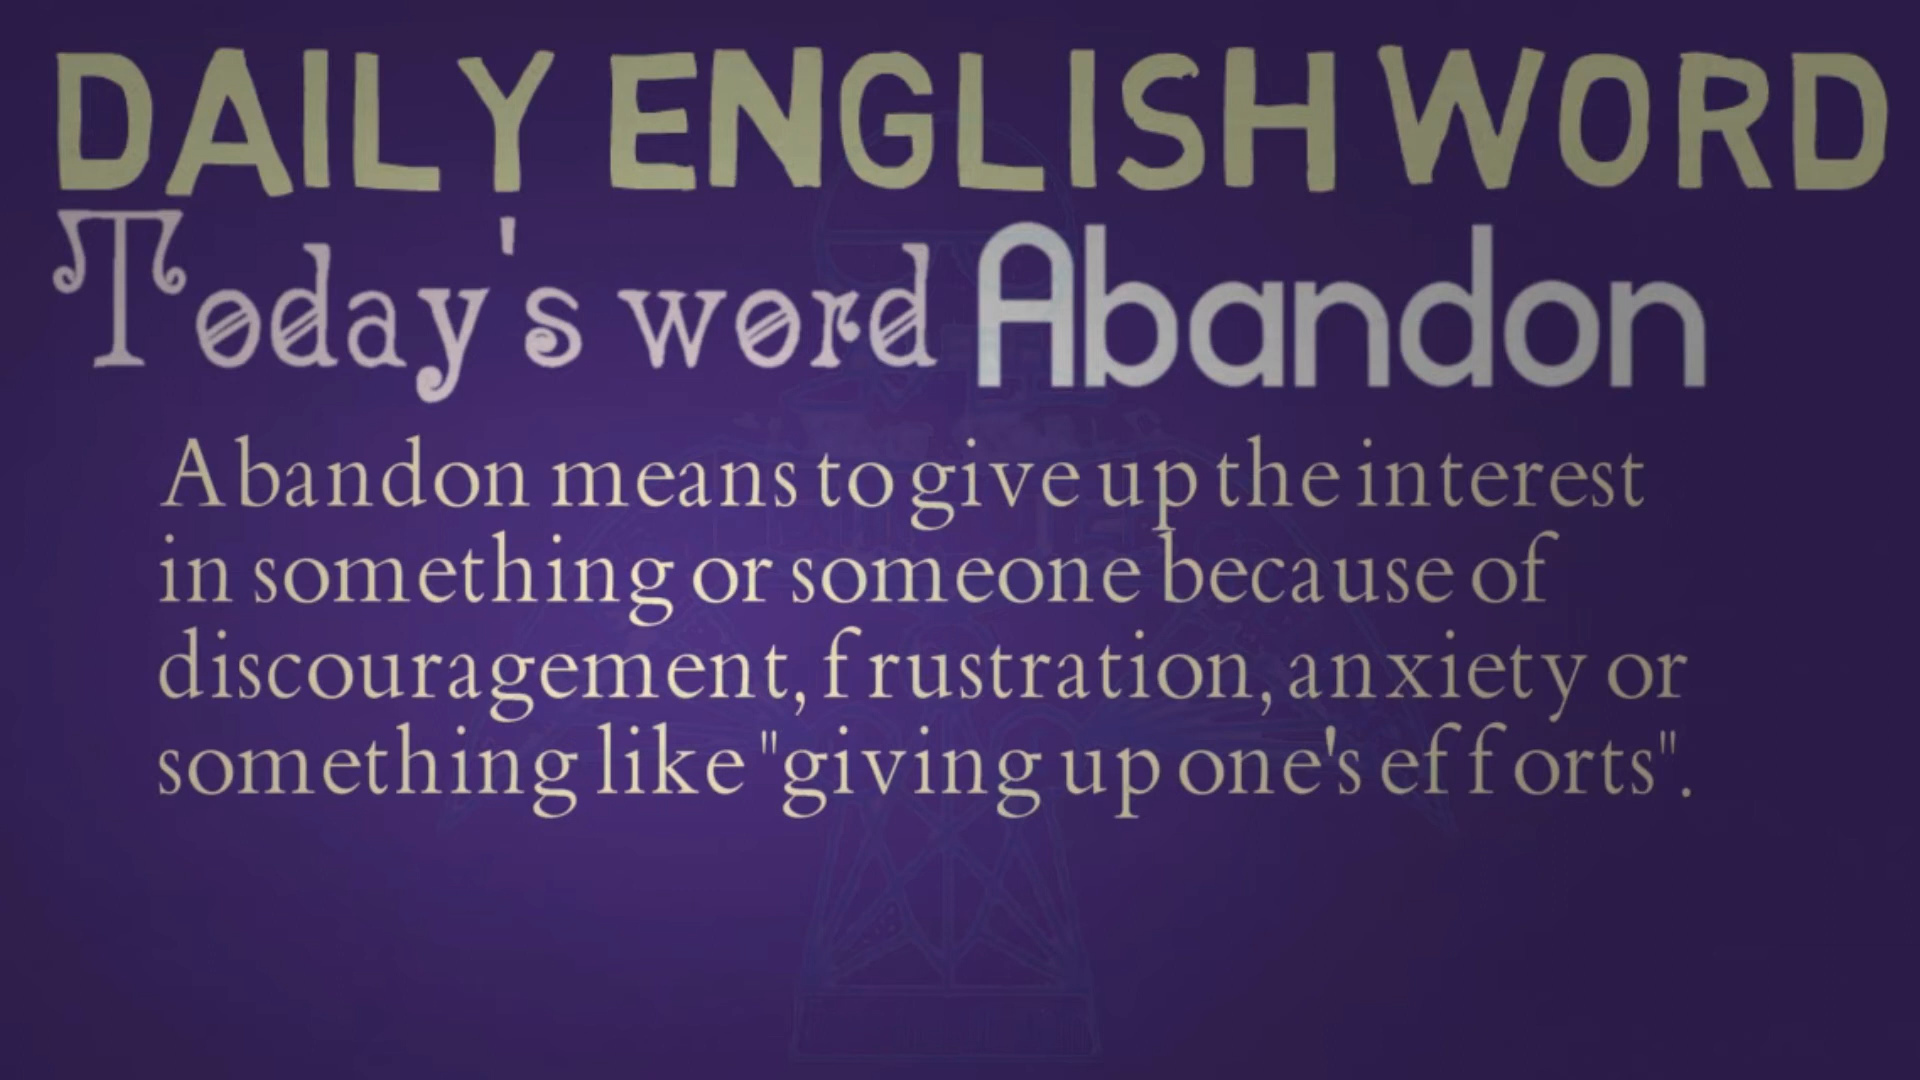 DAILY ENGLISH WORD
Today's word Abandon
Abandon means to give up the interest
in something or someone because of
discouragement, frustration, anxiety or
something like "giving up one's efforts".